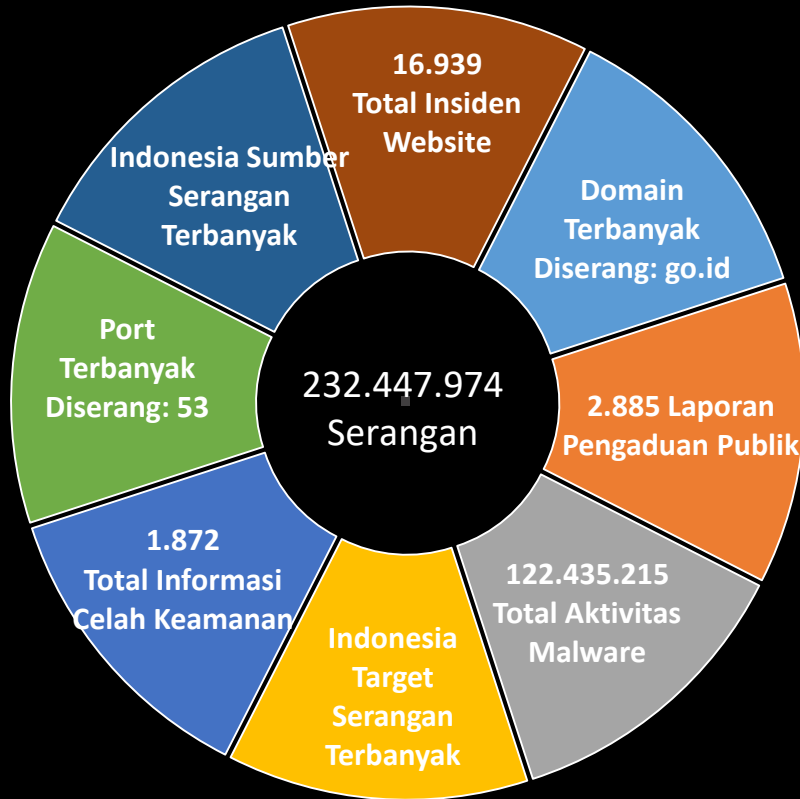 16.939
Total Insiden
Website
Domain
Terbanyak
Diserang: go.id
2.885 Laporan
Pengaduan Publik
122.435.215
Total Aktivitas
Malware
Indonesia
Target
Serangan
Terbanyak
1.872
Total Informasi
Celah Keamanan
Port
Terbanyak
Diserang: 53
Indonesia Sumber
Serangan
Terbanyak
232.447.974
Serangan